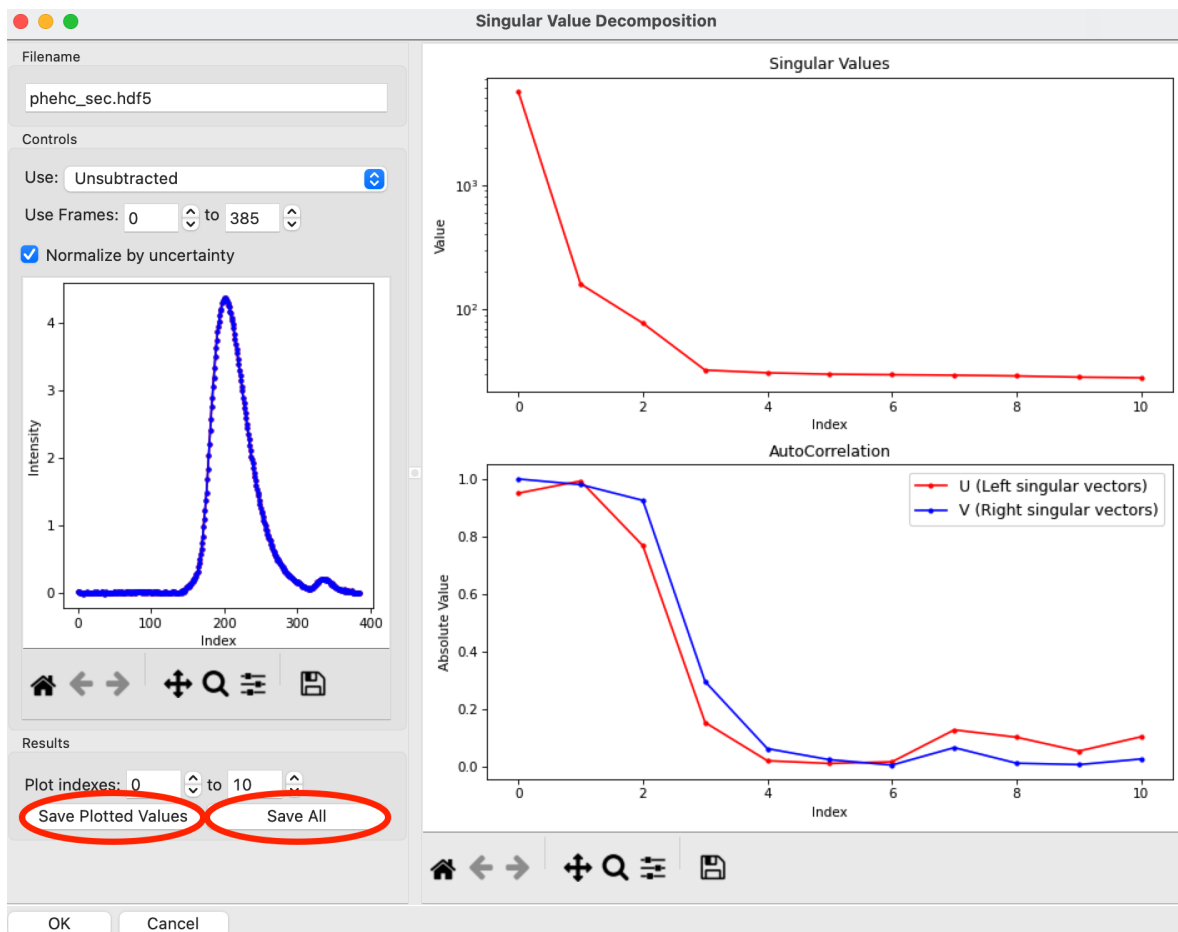 Singular Value Decomposition
Filename
phehc_sec.hdf5
Controls
Use: Unsubtracted
Use Frames: 0 to 385
Normalize by uncertainty
4
3
2
1
0
Intensity
0 100 200 300 400
Index
Results
Plot indexes: 0 to 10
Save Plotted Values Save All
OK Cancel
Singular Values
10³
10²
Value
0 2 4 6 8 10
Index
AutoCorrelation
U (Left singular vectors)
V (Right singular vectors)
1.0
0.8
0.6
0.4
0.2
0.0
Absolute Value
0 2 4 6 8 10
Index